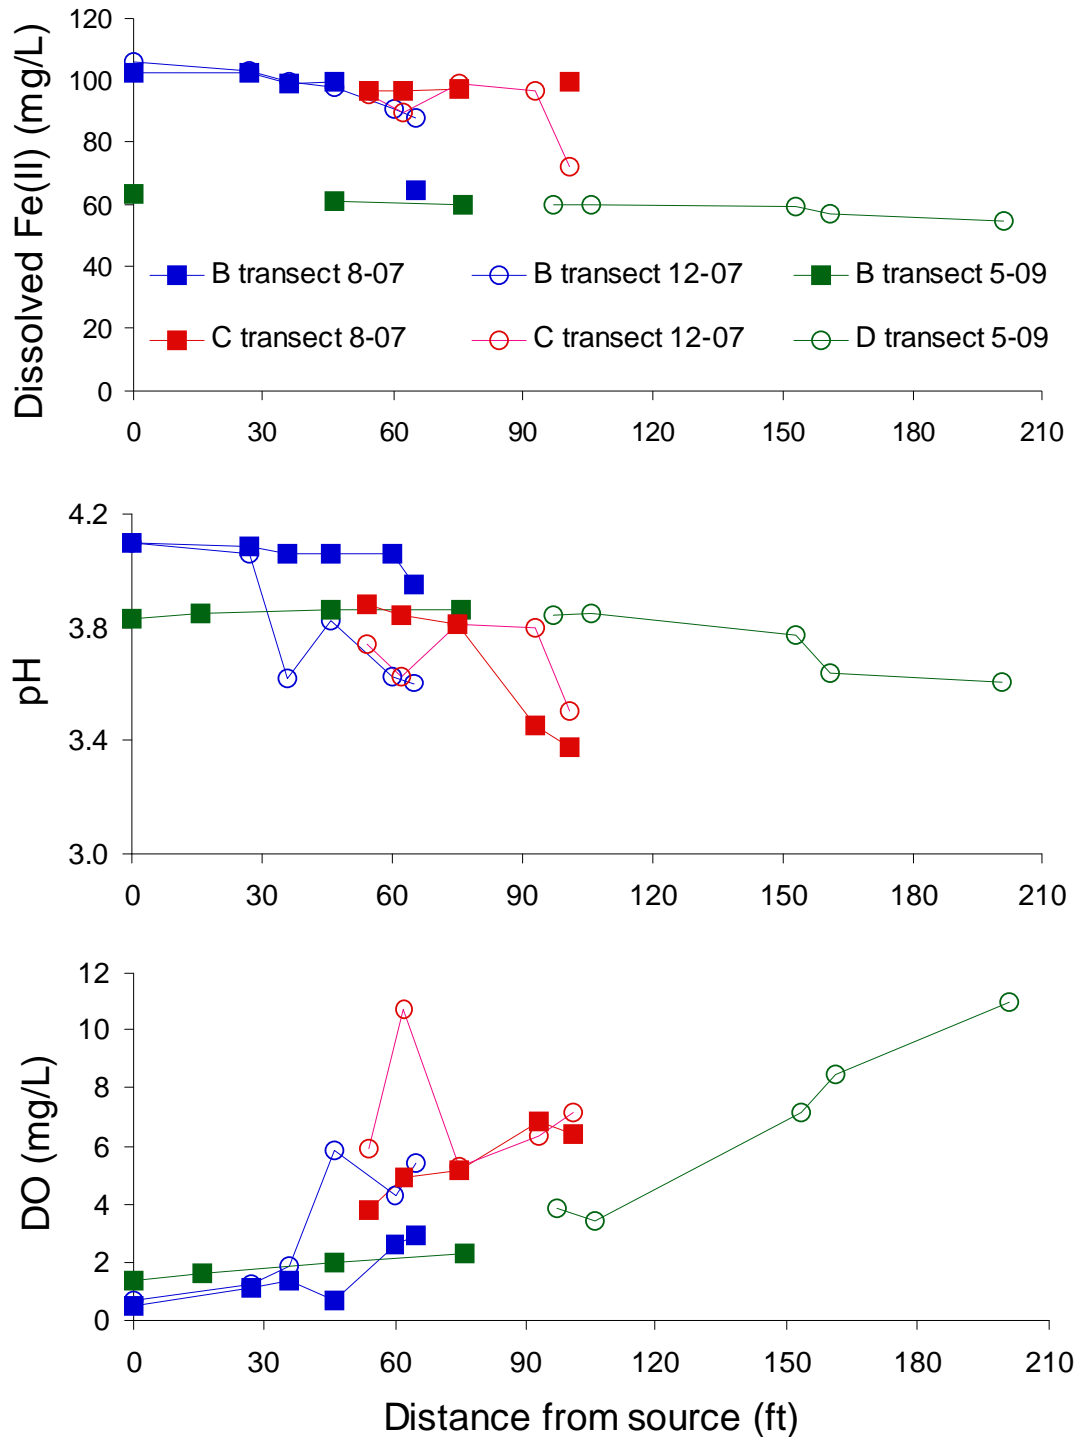 Dissolved Fe(II) (mg/L)
120
100
80
60
40
20
0
B transect 8-07 B transect 12-07 B transect 5-09
C transect 8-07 C transect 12-07 D transect 5-09
0 30 60 90 120 150 180 210
pH
4.2
3.8
3.4
3.0
0 30 60 90 120 150 180 210
DO (mg/L)
12
10
8
6
4
2
0
0 30 60 90 120 150 180 210
Distance from source (ft)